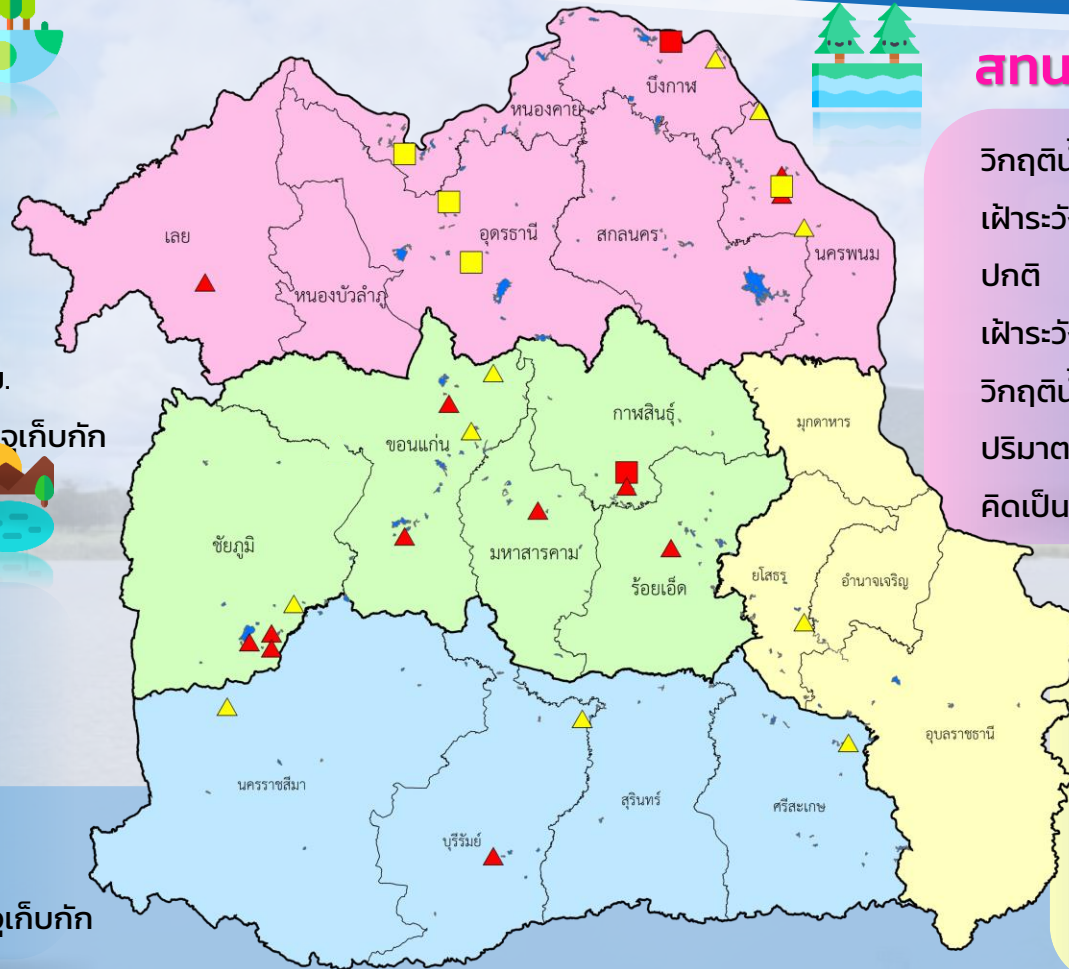 สทน
วิกฤติน้
เฝ้าระวัง
ปกติ
เฝ้าระวัง
วิกฤติน้
ปริมาต
คิดเป็น
บึงกาฬ
หนองคาย
เลย
อุดรธานี
สกลนคร
นครพนม
หนองบัวลำภู
ม.
จุเก็บกัก
ขอนแก่น
กาฬสินธุ์
มุกดาหาร
ชัยภูมิ
มหาสารคาม
ร้อยเอ็ด
ยโสธร
อำนาจเจริญ
อุบลราชธานี
นครราชสีมา
สุรินทร์
ศรีสะเกษ
บุรีรัมย์
จุเก็บกัก